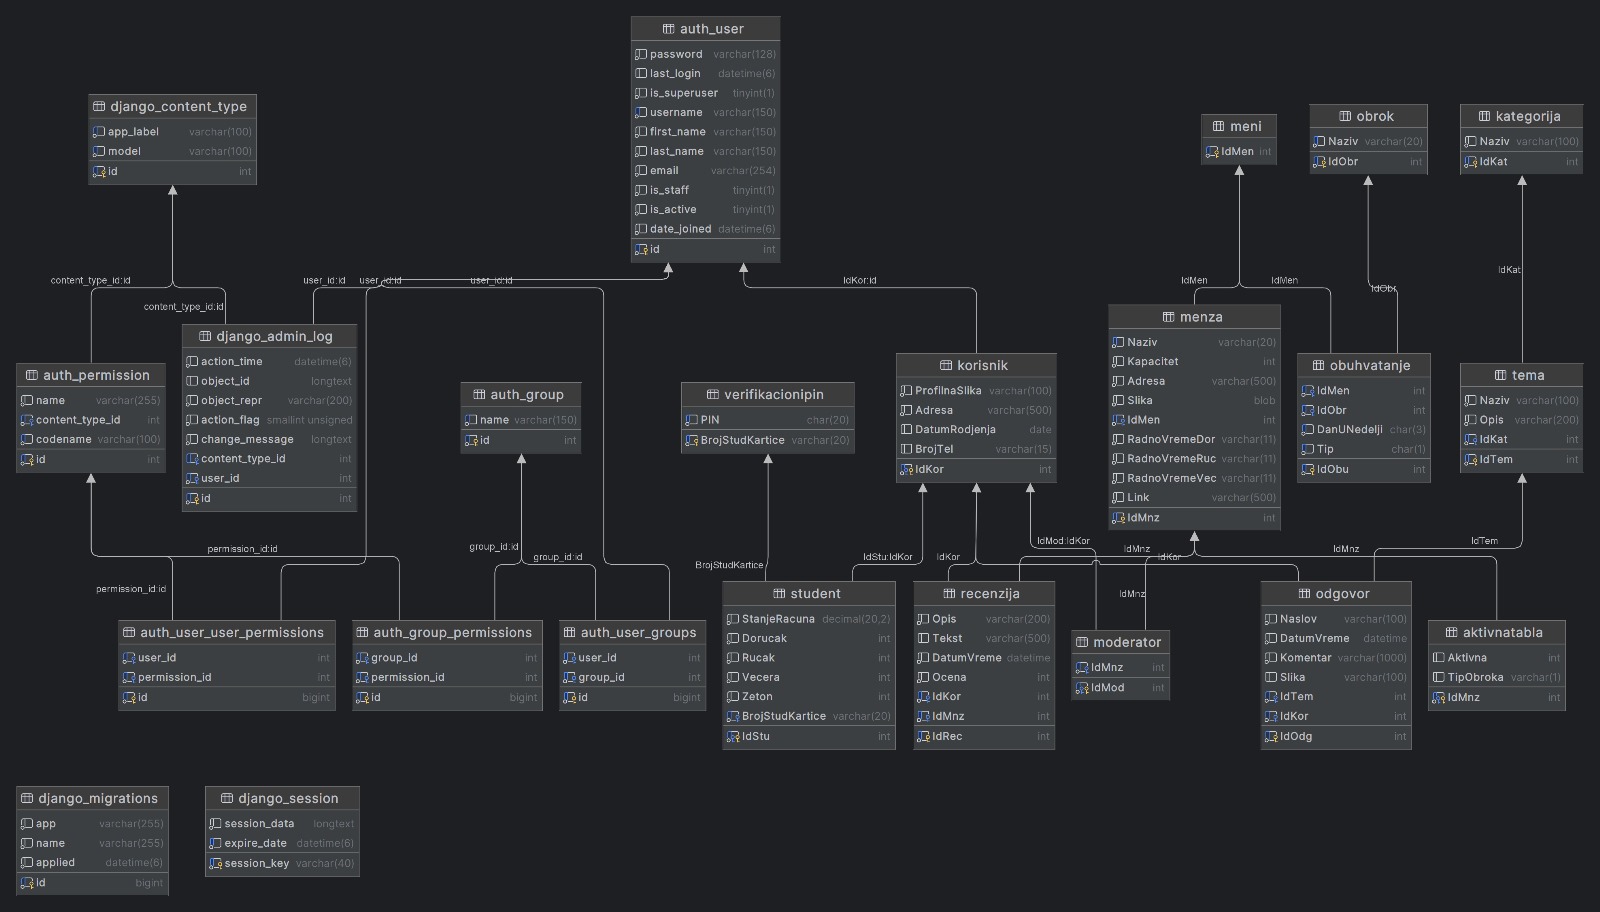 auth_user
password varchar(128)
last_login datetime(6)
is_superuser tinyint(1)
username varchar(150)
first_name varchar(150)
last_name varchar(150)
email varchar(254)
is_staff tinyint(1)
is_active tinyint(1)
date_joined datetime(6)
id int
django_content_type
app_label varchar(100)
model varchar(100)
id int
meni
IdMen int
obrok
Naziv varchar(20)
IdObr int
kategorija
Naziv varchar(100)
IdKat int
content_type_id:id
content_type_id:id
user_id:id
user_id:id
user_id:id
IdKor:id
IdMen
IdMen
IdObr
IdKat
django_admin_log
action_time datetime(6)
object_id longtext
object_repr varchar(200)
action_flag smallint unsigned
change_message longtext
content_type_id int
user_id int
id int
auth_permission
name varchar(255)
content_type_id int
codename varchar(100)
id int
auth_group
name varchar(150)
id int
verifikacionipin
PIN char(20)
BrojStudKartice varchar(20)
korisnik
ProfilnaSlika varchar(100)
Adresa varchar(500)
DatumRodjenja date
BrojTel varchar(15)
IdKor int
menza
Naziv varchar(20)
Kapacitet int
Adresa varchar(500)
Slika blob
IdMen int
RadnoVremeDor varchar(11)
RadnoVremeRuc varchar(11)
RadnoVremeVec varchar(11)
Link varchar(500)
IdMnz int
obuhvatanje
IdMen int
IdObr int
DanUNedelji char(3)
Tip char(1)
IdObu int
tema
Naziv varchar(100)
Opis varchar(200)
IdKat int
IdTem int
permission_id:id
permission_id:id
group_id:id
group_id:id
BrojStudKartice
IdStu:IdKor
IdKor
IdMod:IdKor
IdMnz
IdKor
IdMnz
IdMnz
IdTem
auth_user_user_permissions
user_id int
permission_id int
id bigint
auth_group_permissions
group_id int
permission_id int
id bigint
auth_user_groups
user_id int
group_id int
id bigint
student
StanjeRacuna decimal(20,2)
Dorucak int
Rucak int
Vecera int
Zeton int
BrojStudKartice varchar(20)
IdStu int
recenzija
Opis varchar(200)
Tekst varchar(500)
DatumVreme datetime
Ocena int
IdKor int
IdMnz int
IdRec int
moderator
IdMnz int
IdMod int
odgovor
Naslov varchar(100)
DatumVreme datetime
Komentar varchar(1000)
Slika varchar(100)
IdTem int
IdKor int
IdOdg int
aktivnatabla
Aktivna int
TipObroka varchar(1)
IdMnz int
django_migrations
app varchar(255)
name varchar(255)
applied datetime(6)
id bigint
django_session
session_data longtext
expire_date datetime(6)
session_key varchar(40)